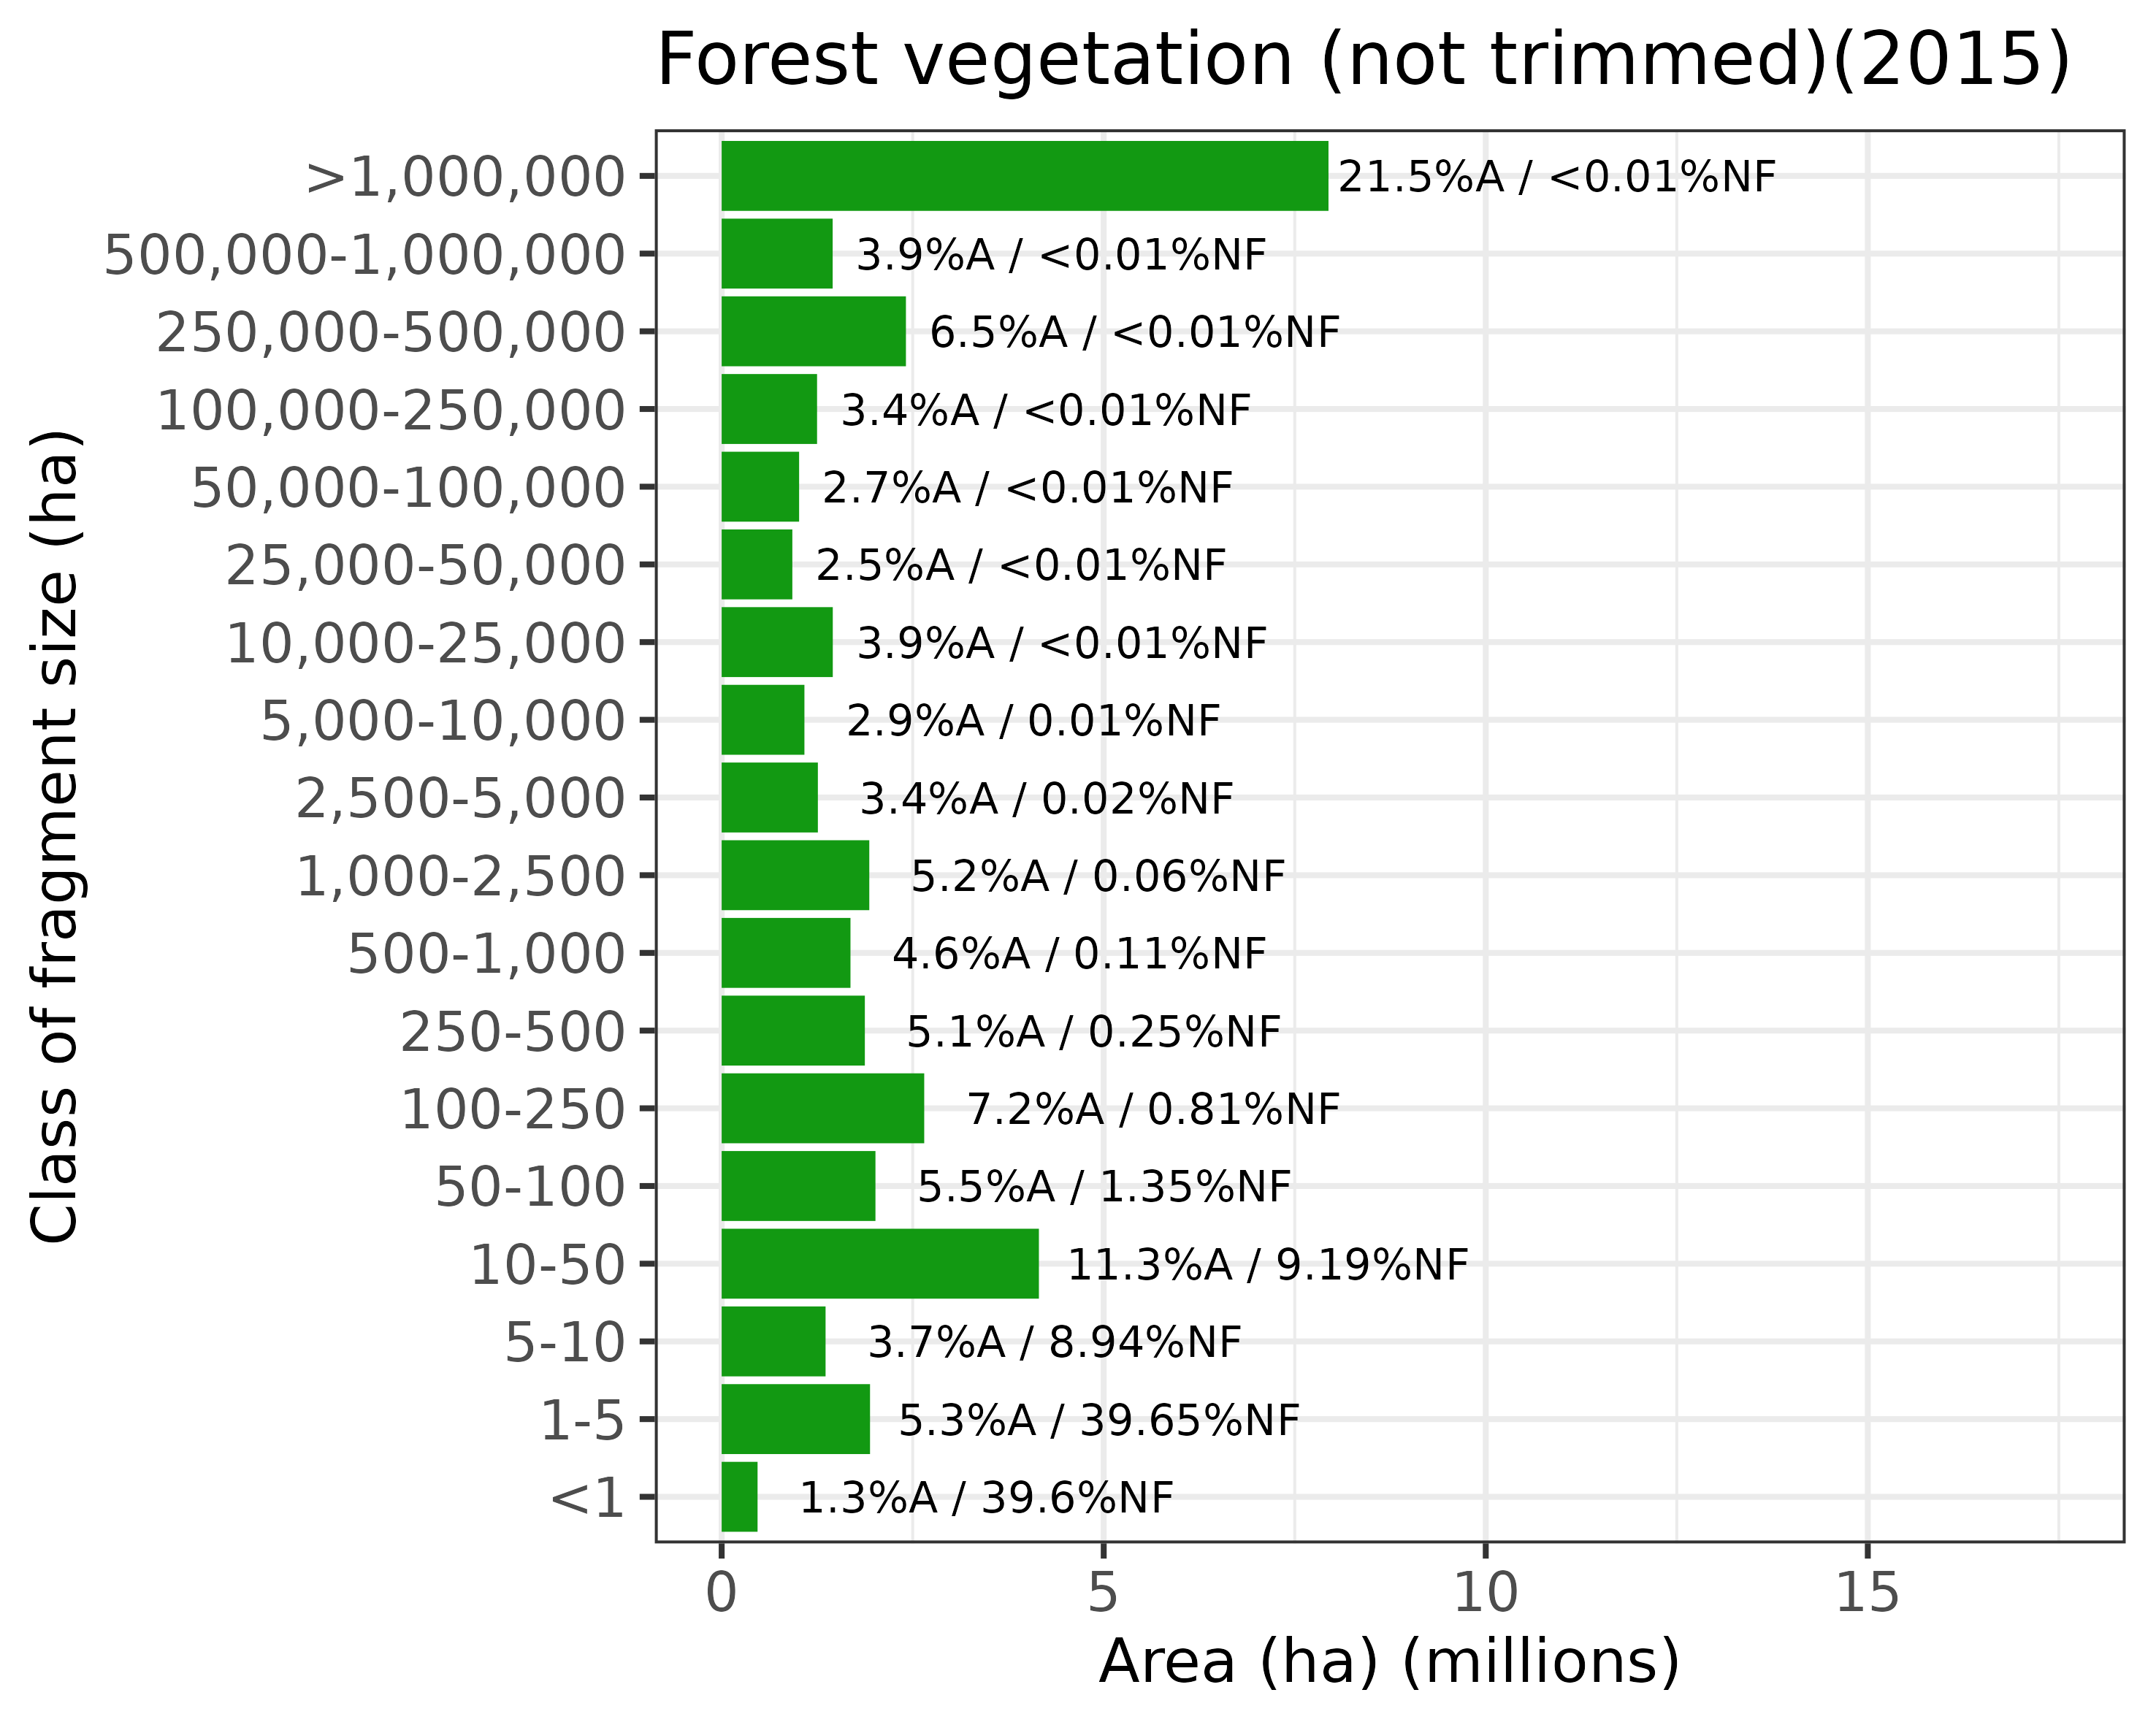 Forest vegetation (not trimmed)(2015)
Class of fragment size (ha)
>1,000,000 21.5%A / <0.01%NF
500,000-1,000,000 3.9%A / <0.01%NF
250,000-500,000 6.5%A / <0.01%NF
100,000-250,000 3.4%A / <0.01%NF
50,000-100,000 2.7%A / <0.01%NF
25,000-50,000 2.5%A / <0.01%NF
10,000-25,000 3.9%A / <0.01%NF
5,000-10,000 2.9%A / 0.01%NF
2,500-5,000 3.4%A / 0.02%NF
1,000-2,500 5.2%A / 0.06%NF
500-1,000 4.6%A / 0.11%NF
250-500 5.1%A / 0.25%NF
100-250 7.2%A / 0.81%NF
50-100 5.5%A / 1.35%NF
10-50 11.3%A / 9.19%NF
5-10 3.7%A / 8.94%NF
1-5 5.3%A / 39.65%NF
<1 1.3%A / 39.6%NF
0 5 10 15
Area (ha) (millions)